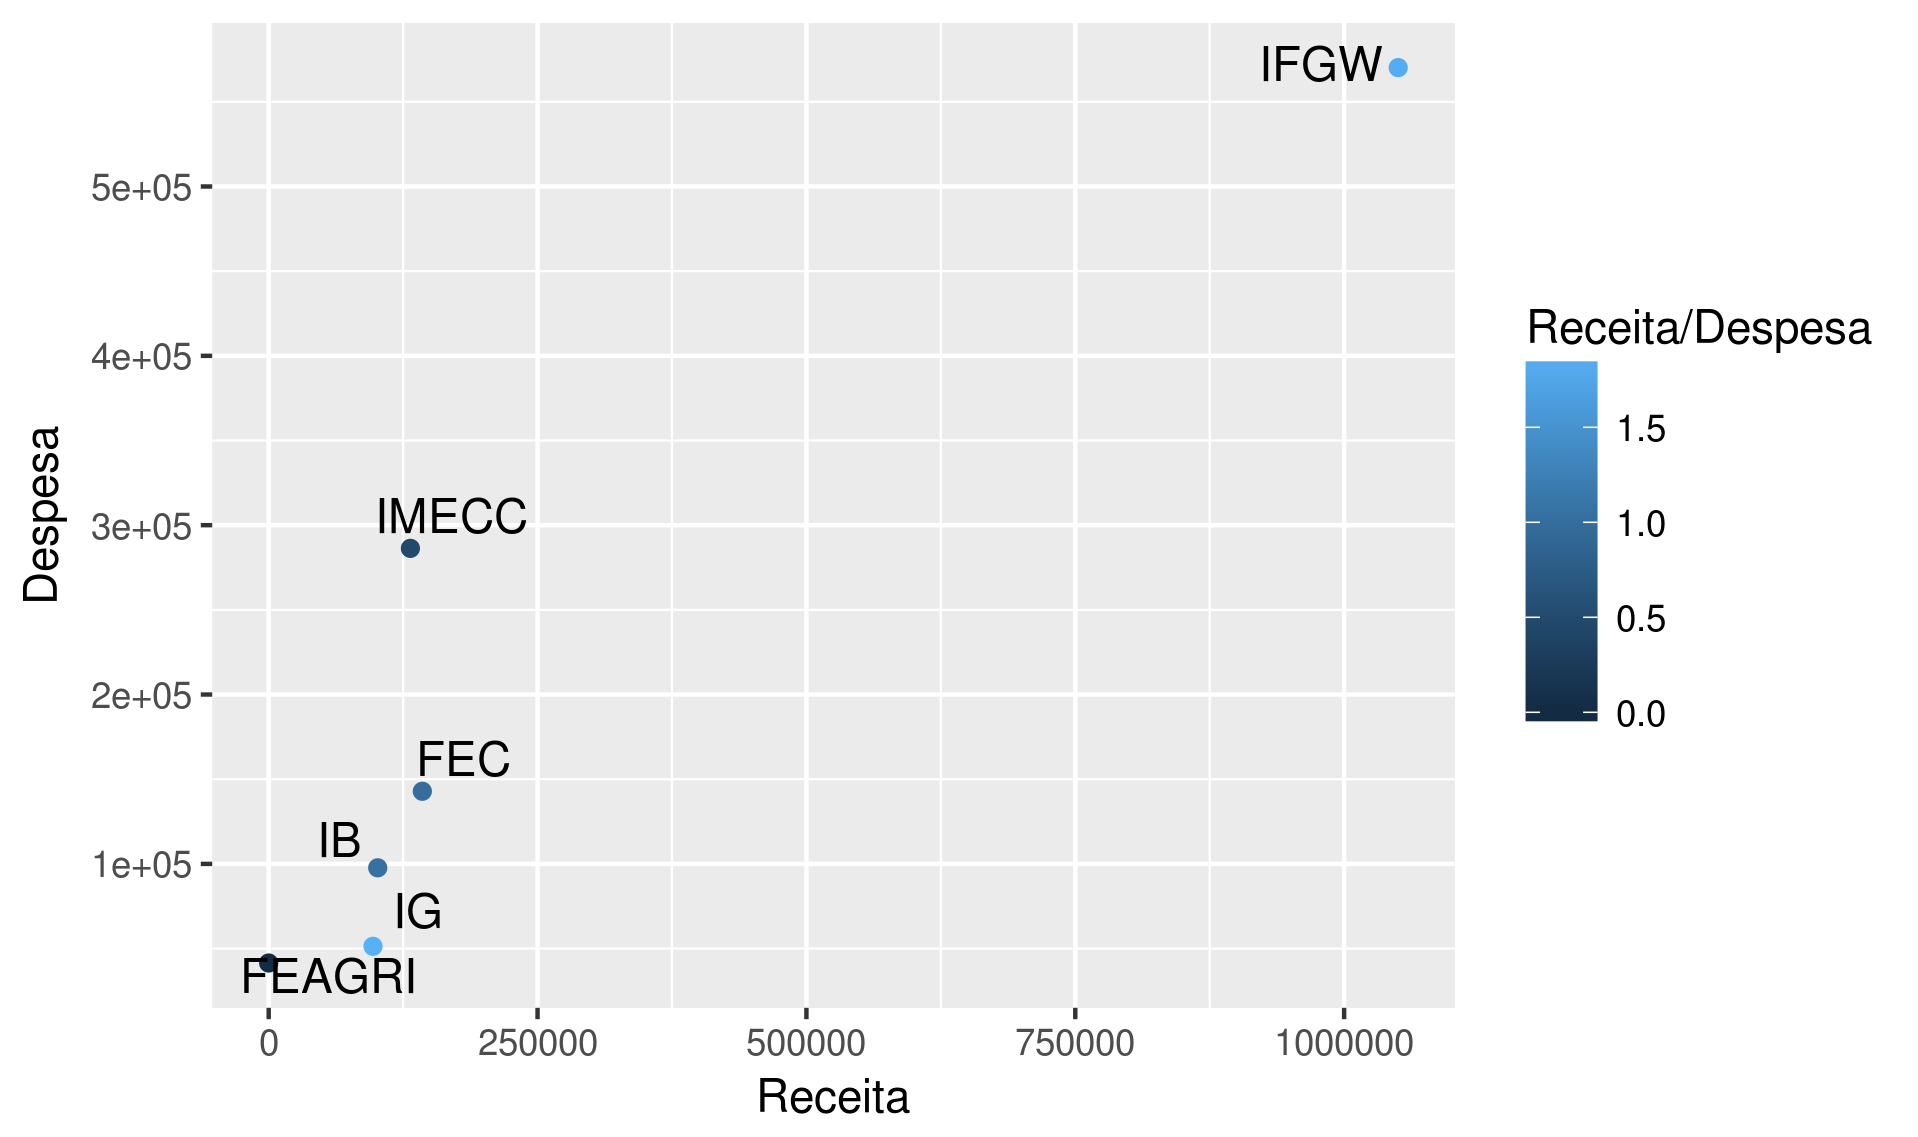 IFGW
5e+05
4e+05
Receita/Despesa
1.5
1.0
0.5
0.0
Despesa
IMECC
3e+05
2e+05
FEC
IB
1e+05
IG
FEAGRI
0 250000 500000 750000 1000000
Receita